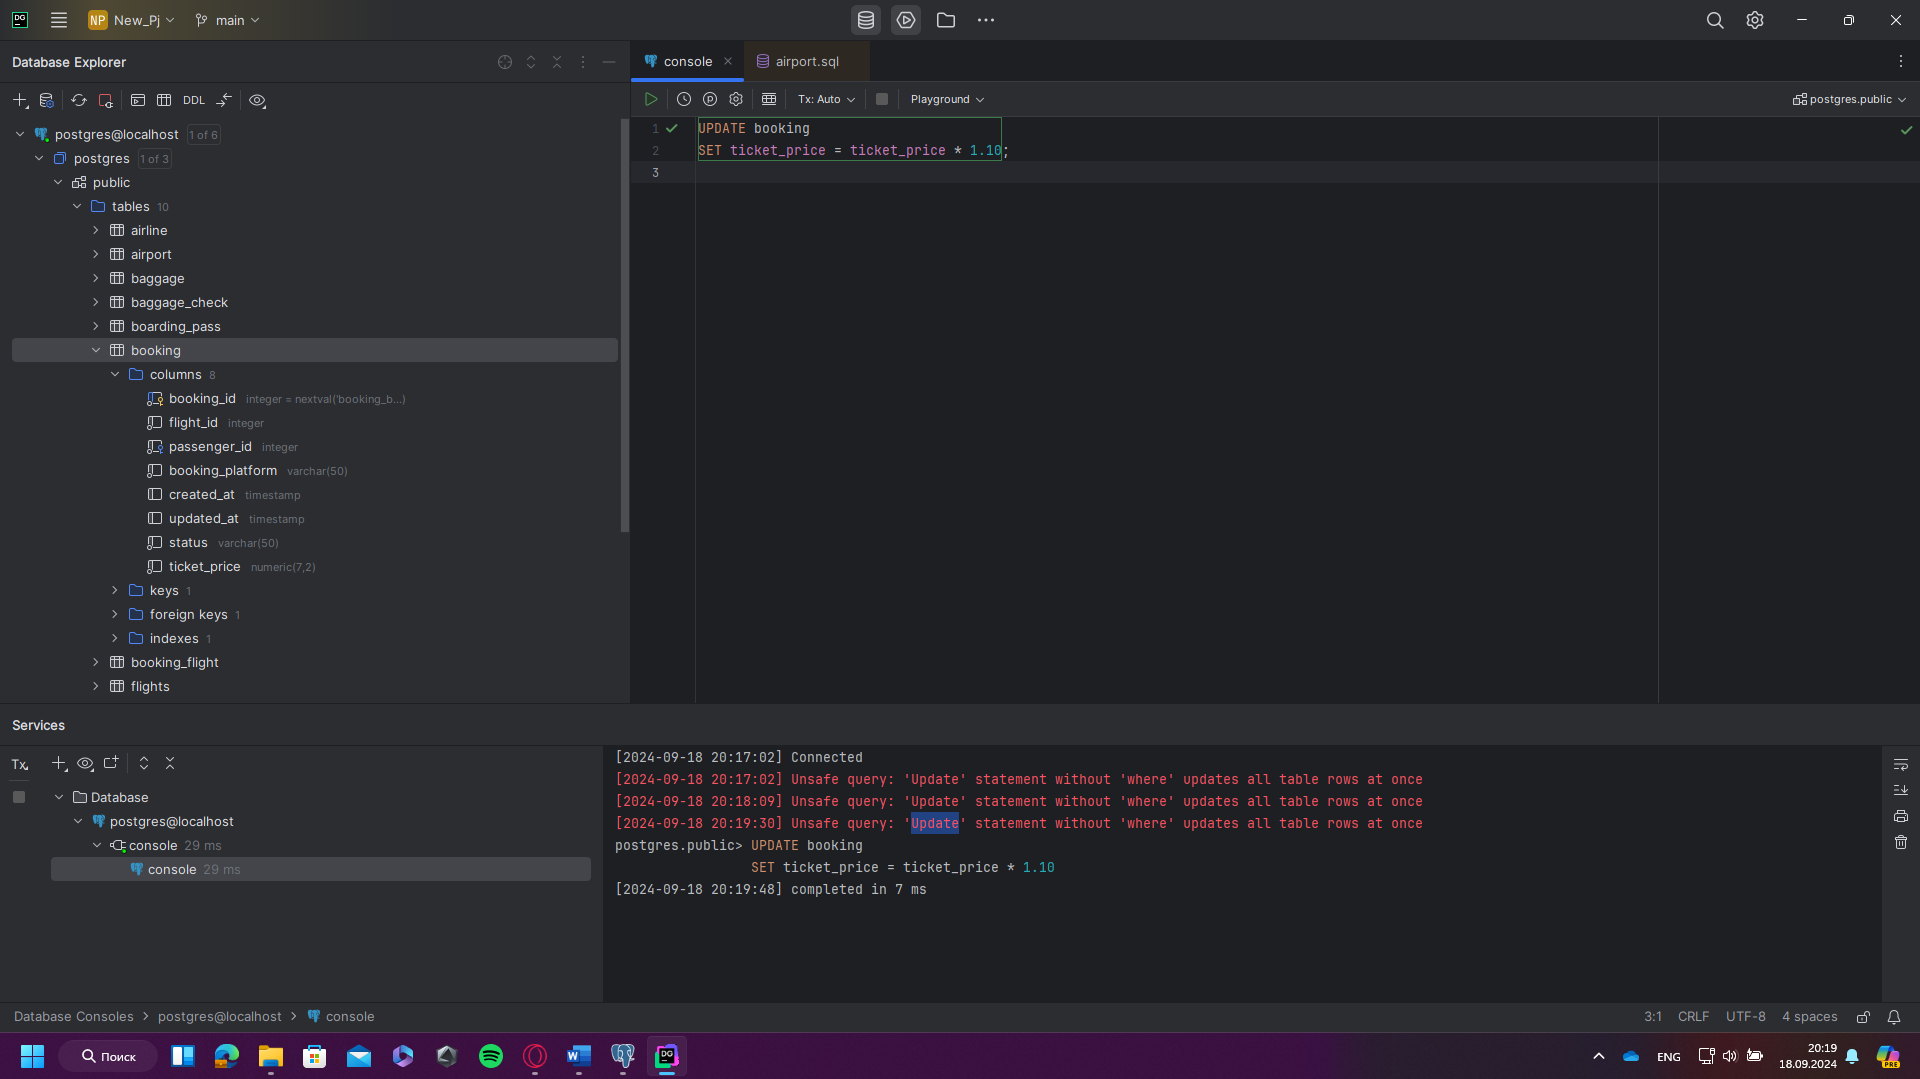 DG
NP New_Pj
main
Database Explorer
console
airport.sql
DDL
Tx: Auto
Playground
postgres.public
postgres@localhost 1 of 6
postgres 1 of 3
public
tables 10
airline
airport
baggage
baggage_check
boarding_pass
booking
columns 8
booking_id integer = nextval('booking_b...)
flight_id integer
passenger_id integer
booking_platform varchar(50)
created_at timestamp
updated_at timestamp
status varchar(50)
ticket_price numeric(7,2)
keys 1
foreign keys 1
indexes 1
booking_flight
flights
1 UPDATE booking
2 SET ticket_price = ticket_price * 1.10;
3
Services
Tx
Database
postgres@localhost
console 29 ms
console 29 ms
[2024-09-18 20:17:02] Connected
[2024-09-18 20:17:02] Unsafe query: 'Update' statement without 'where' updates all table rows at once
[2024-09-18 20:18:09] Unsafe query: 'Update' statement without 'where' updates all table rows at once
[2024-09-18 20:19:30] Unsafe query: 'Update' statement without 'where' updates all table rows at once
postgres.public> UPDATE booking
SET ticket_price = ticket_price * 1.10
[2024-09-18 20:19:48] completed in 7 ms
Database Consoles > postgres@localhost > console
3:1 CRLF UTF-8 4 spaces
Поиск
DG
ENG
20:19
18.09.2024
PRE